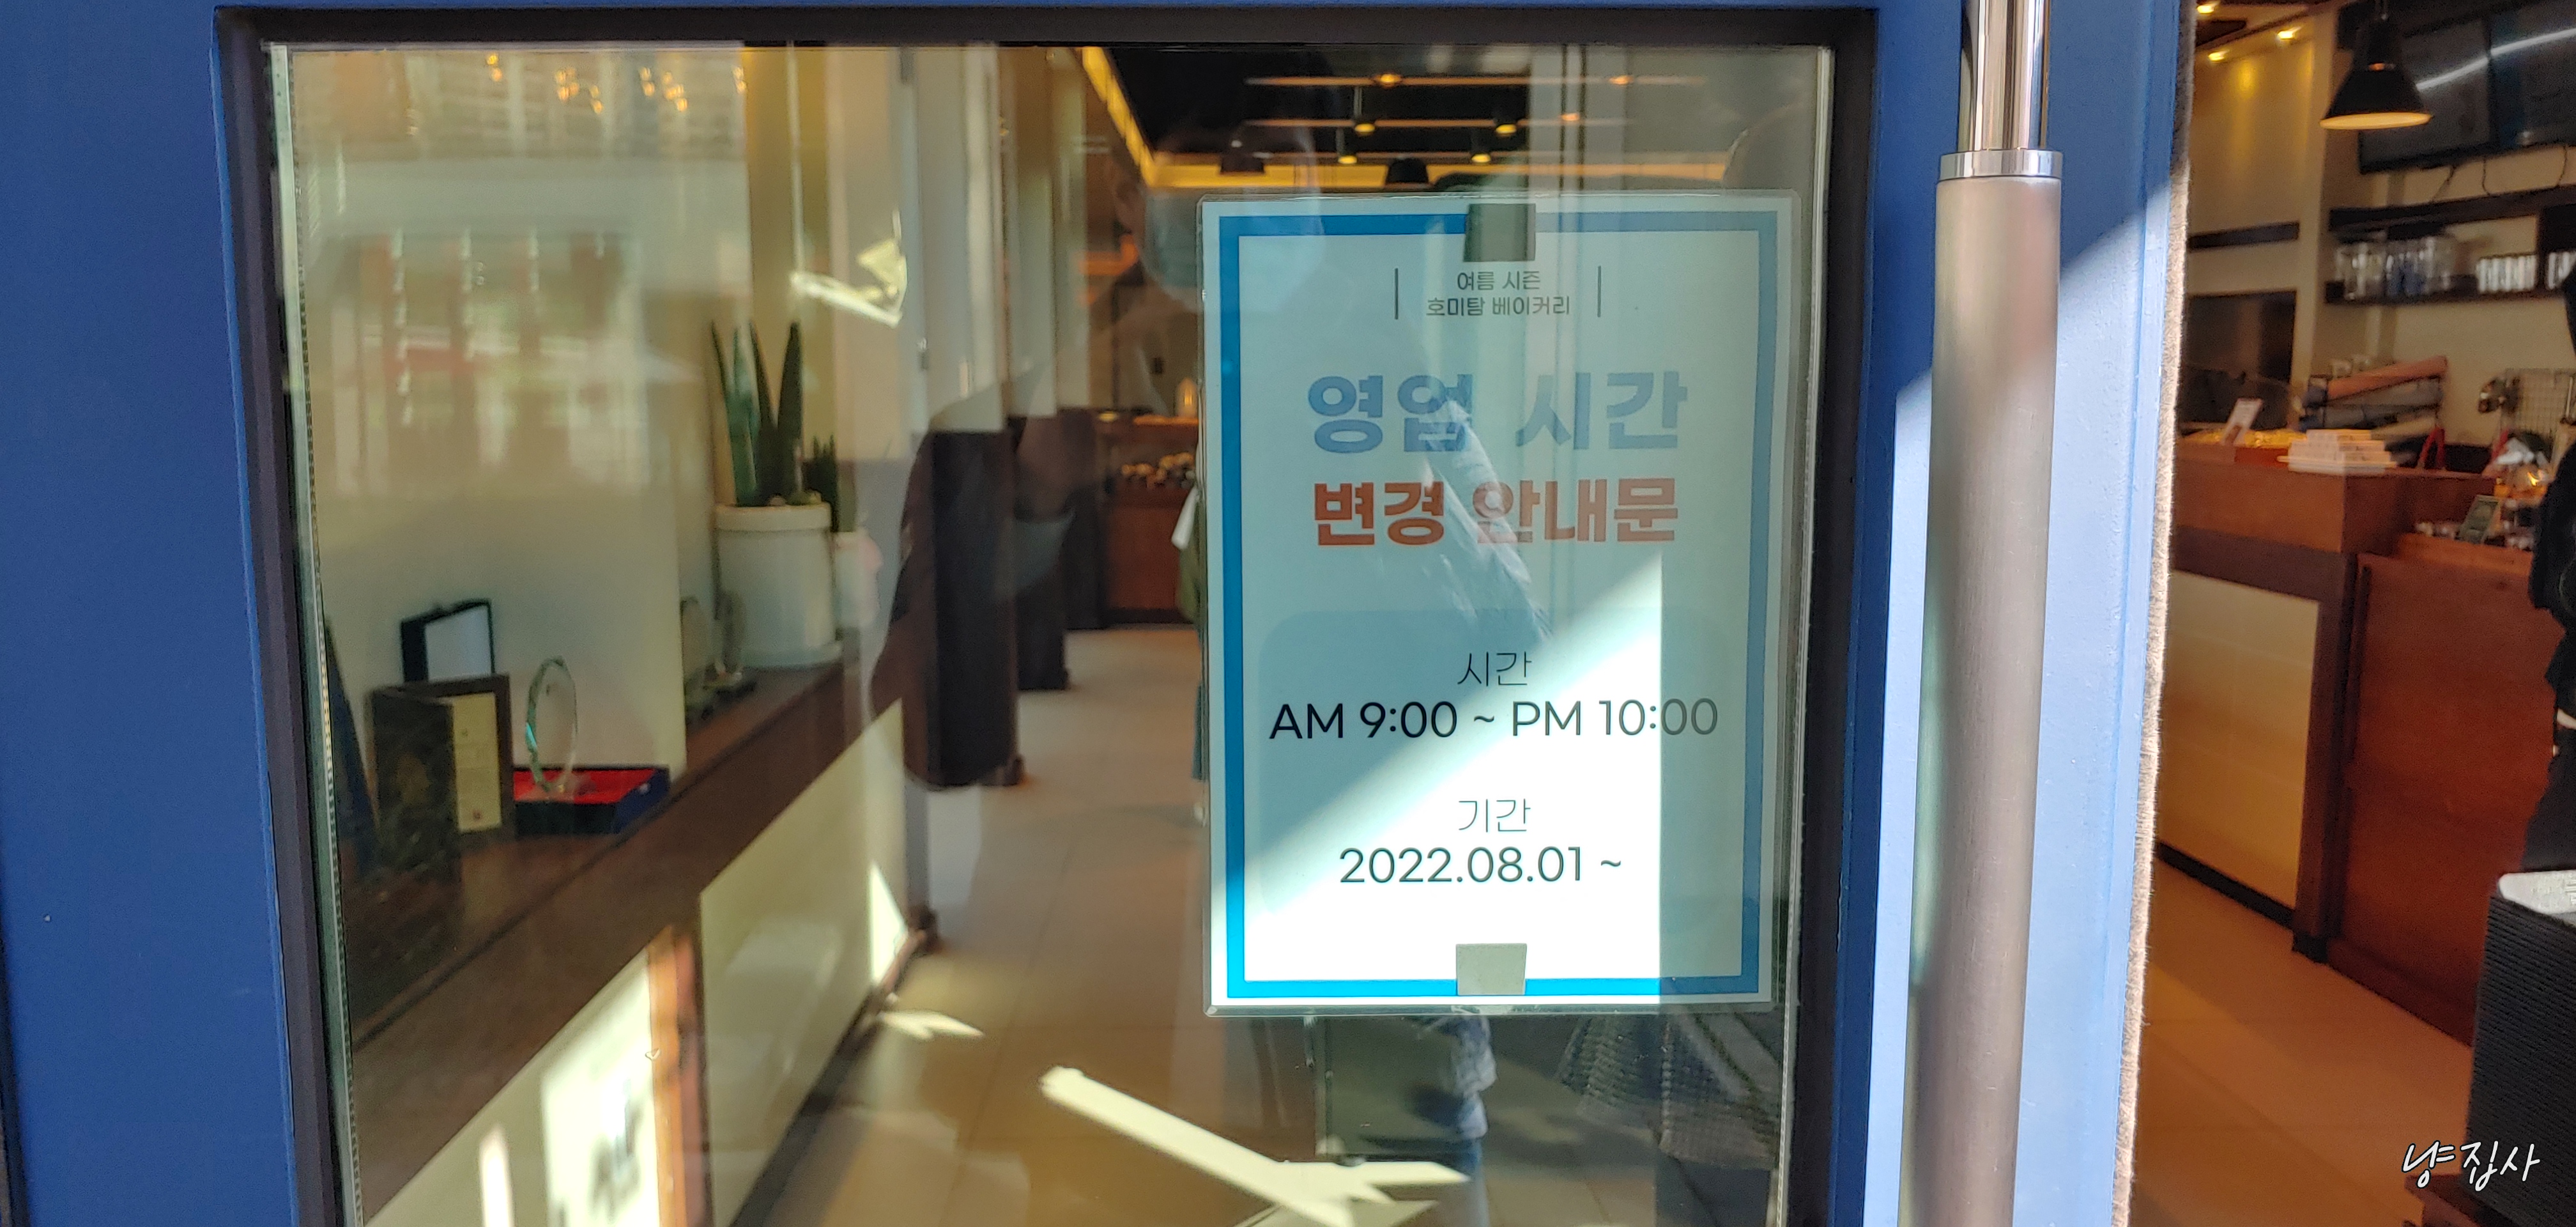 여름 시즌
호미탐 베이커리
영업 시간
변경 안내문
시간
AM 9:00 ~ PM 10:00
기간
2022.08.01 ~
냥집사